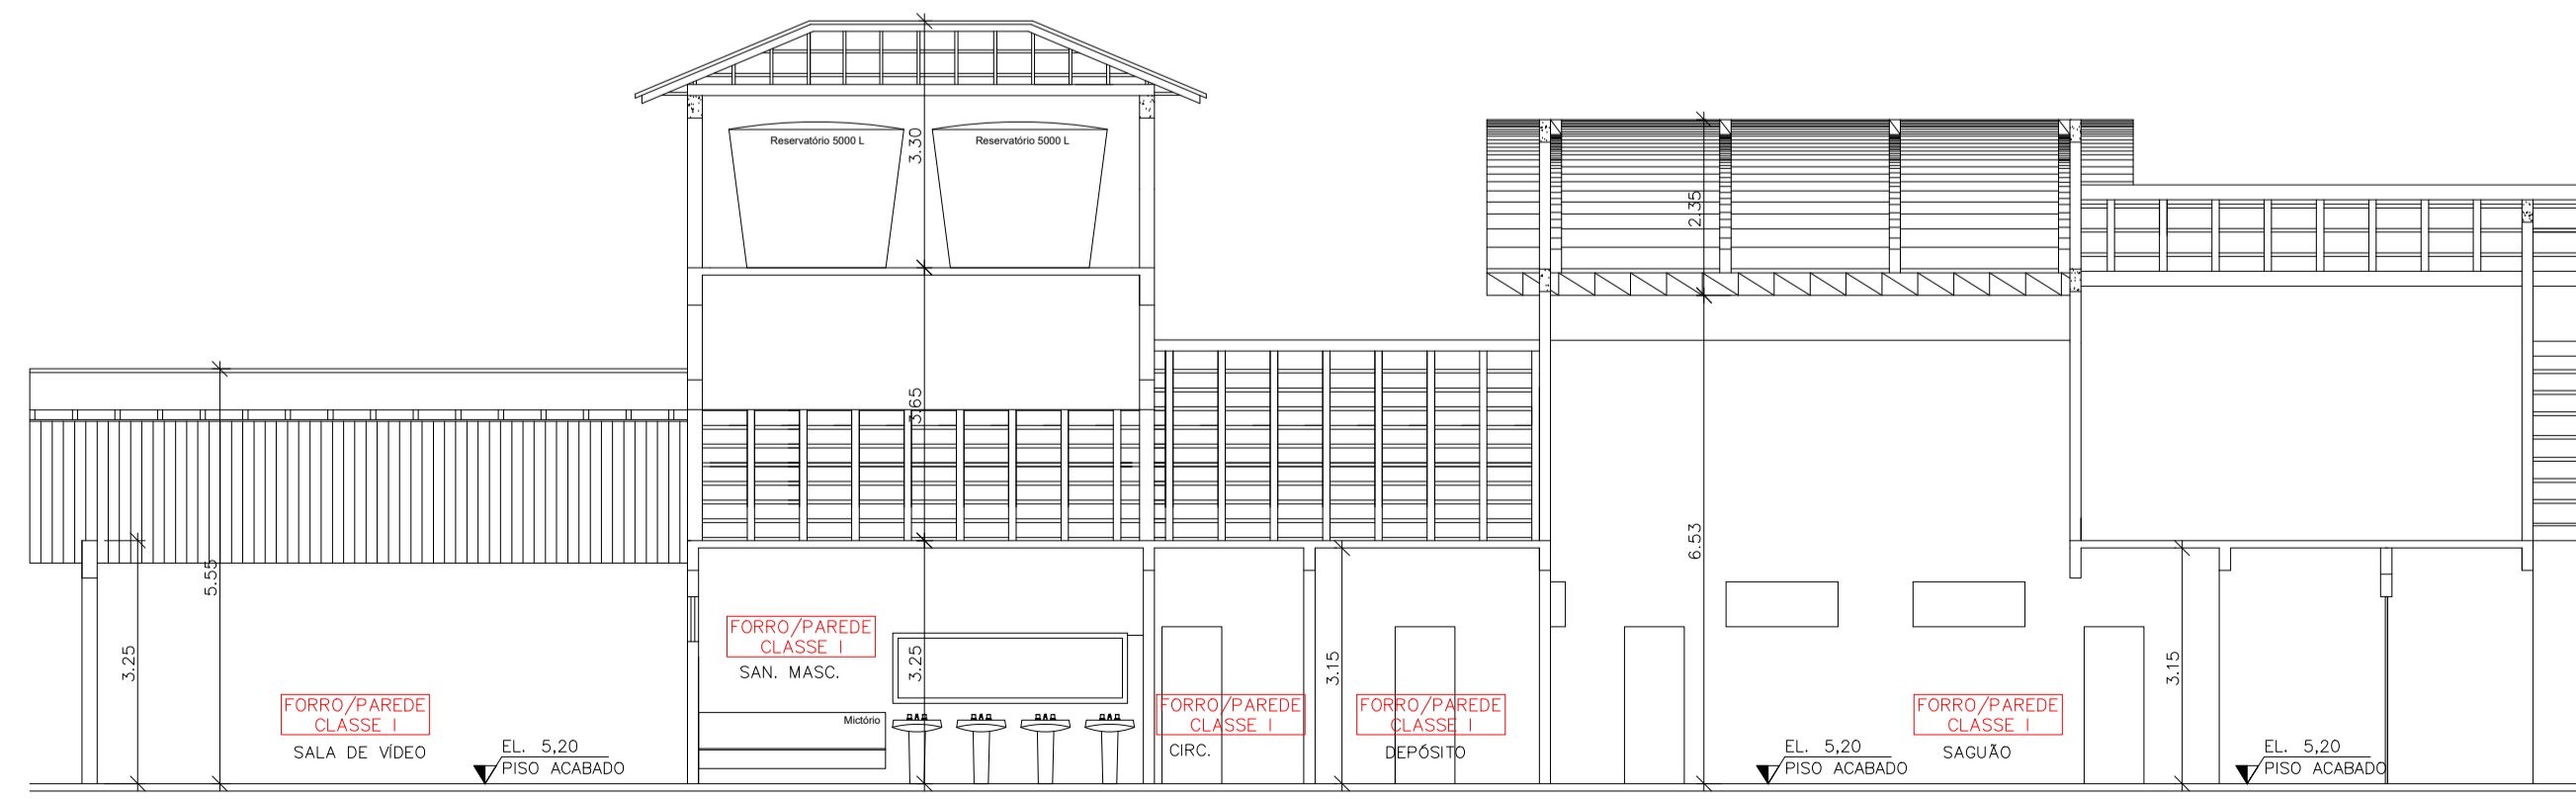 Reservatório 5000 L
Reservatório 5000 L
3.30
2.35
3.65
5.55
6.53
3.25
FORRO/PAREDE
CLASSE I
SALA DE VÍDEO
EL. 5,20
PISO ACABADO
FORRO/PAREDE
CLASSE I
SAN. MASC.
Mictório
3.25
FORRO/PAREDE
CLASSE I
CIRC.
3.15
FORRO/PAREDE
CLASSE I
DEPÓSITO
EL. 5,20
PISO ACABADO
FORRO/PAREDE
CLASSE I
SAGUÃO
3.15
EL. 5,20
PISO ACABADO